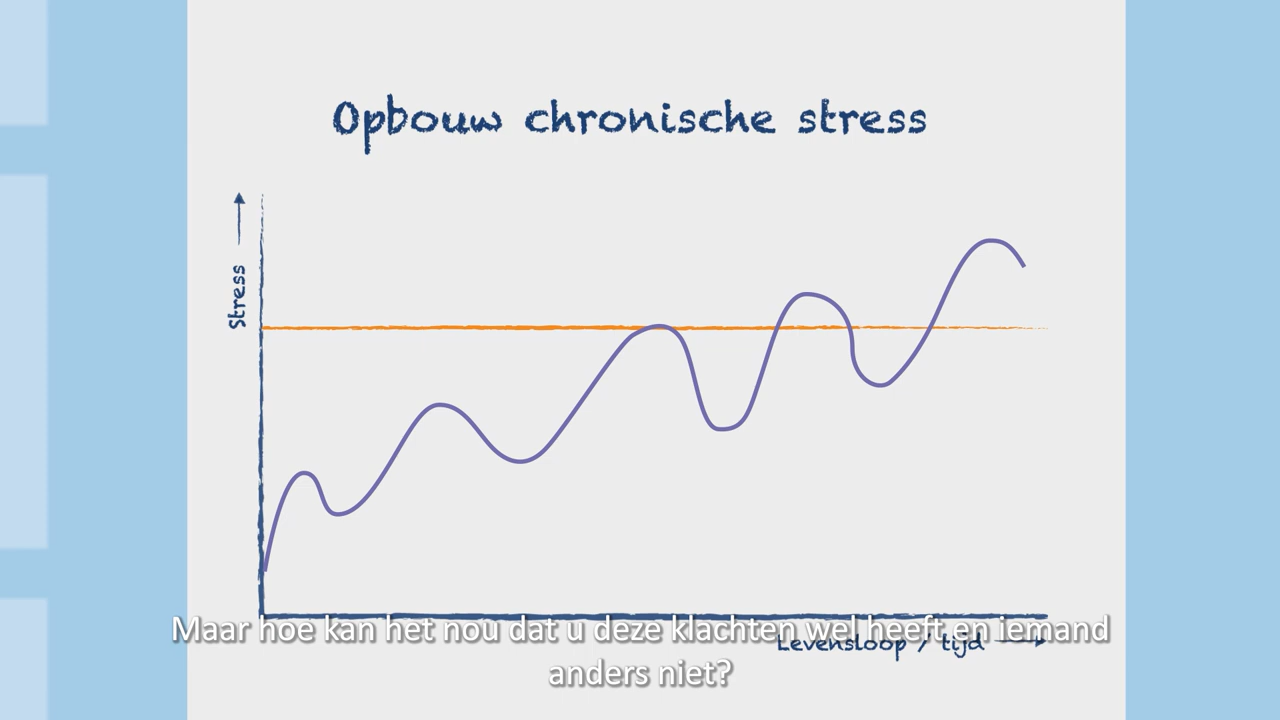 Opbouw chronische stress
Stress
Levensloop / tijd
Maar hoe kan het nou dat u deze klachten wel heeft en iemand
anders niet?